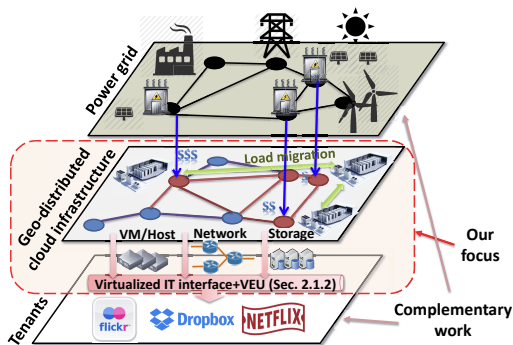 Power grid
$$$
Load migration
$$
$
Geo-distributed
cloud infrastructure
VM/Host
Network
Storage
Our
focus
Virtualized IT interface+VEU (Sec. 2.1.2)
Tenants
flickr
Dropbox
NETFLIX
Complementary
work